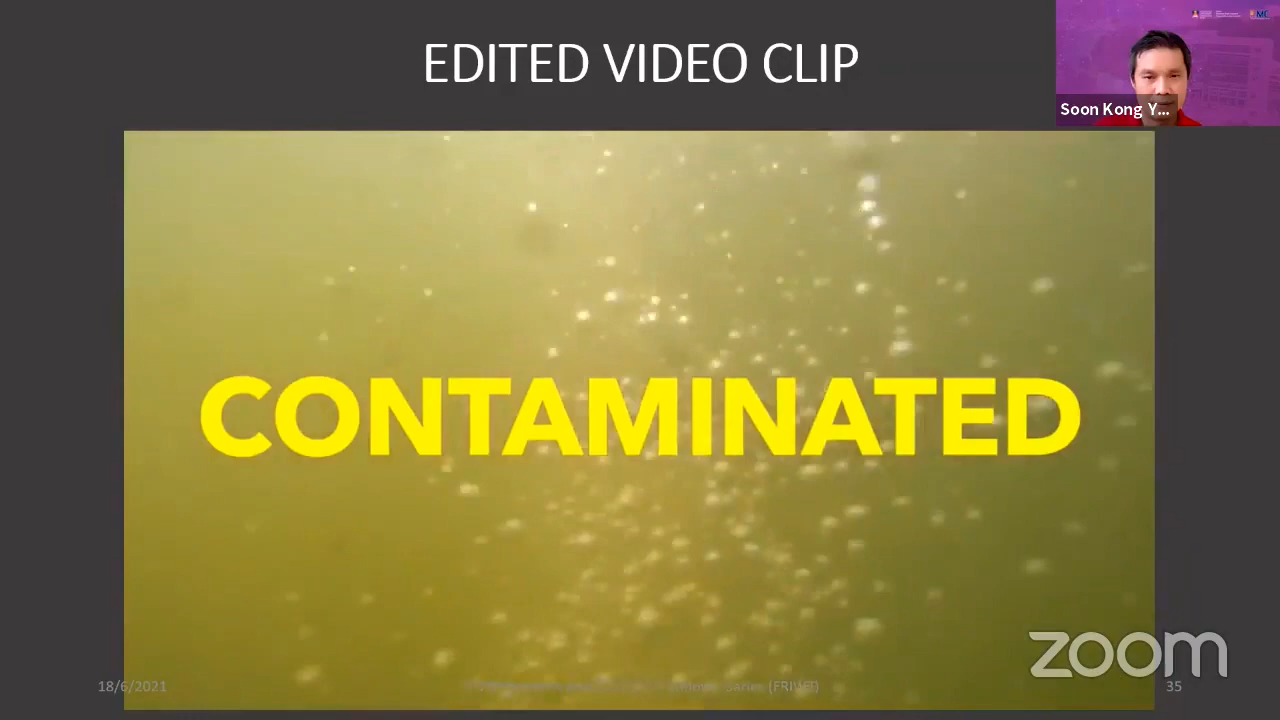 EDITED VIDEO CLIP
Soon Kong Y...
CONTAMINATED
zoom
18/6/2021
35